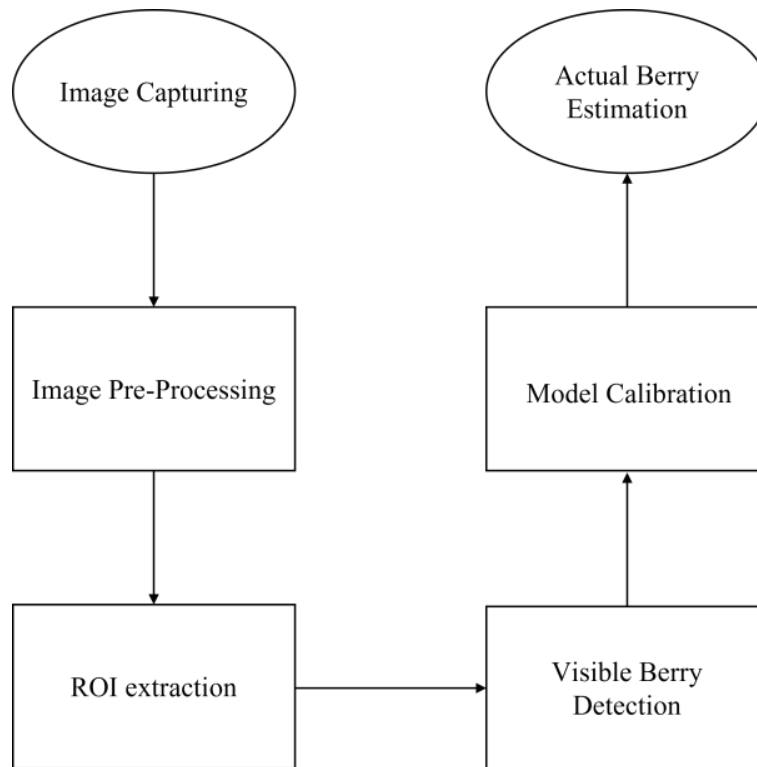 Image Capturing
Image Pre-Processing
ROI extraction
Visible Berry
Detection
Model Calibration
Actual Berry
Estimation